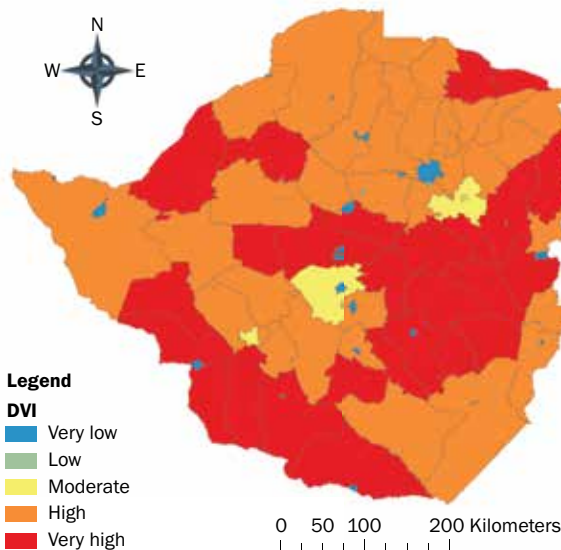 N
W E
S
Legend
DVI
Very low
Low
Moderate
High
Very high
0 50 100 200 Kilometers